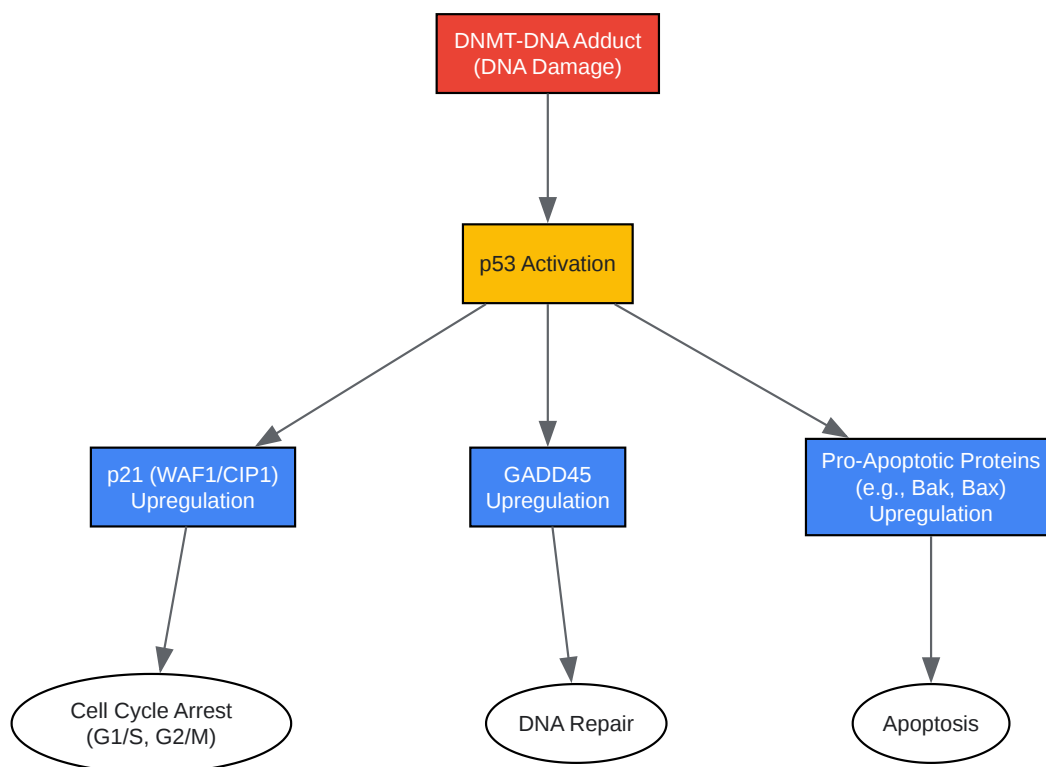 DNMT-DNA Adduct
(DNA Damage)
p53 Activation
p21 (WAF1/CIP1)
Upregulation
GADD45
Upregulation
Pro-Apoptotic Proteins
(e.g., Bak, Bax)
Upregulation
Cell Cycle Arrest
(G1/S, G2/M)
DNA Repair
Apoptosis